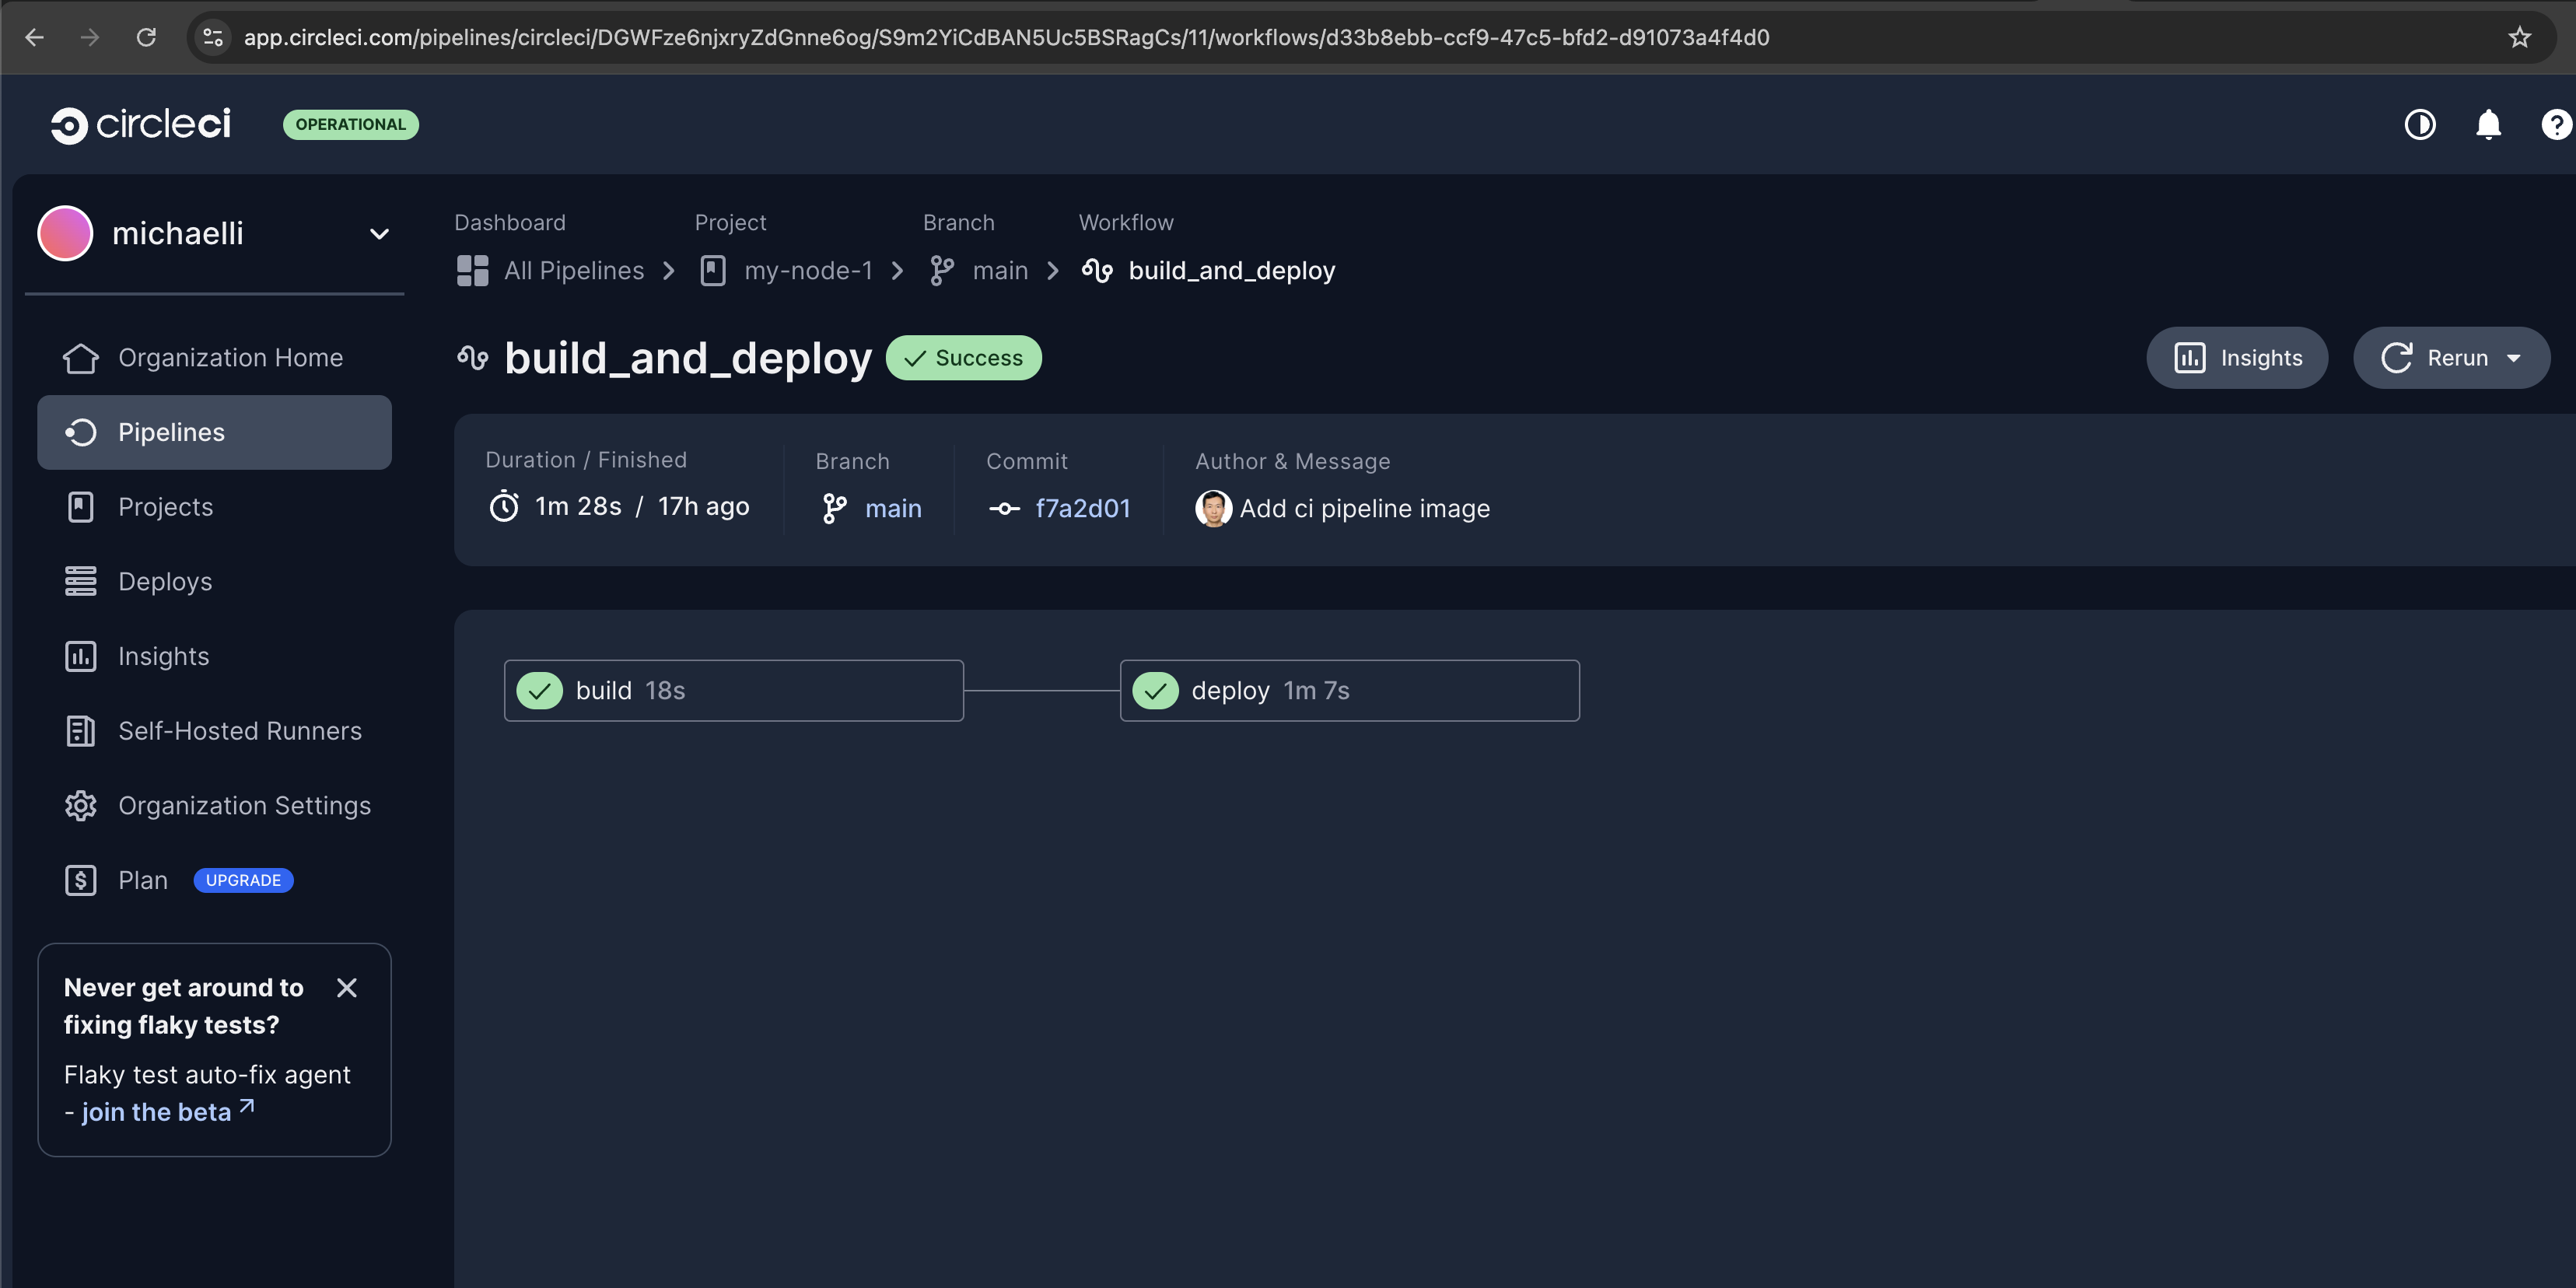 app.circleci.com/pipelines/circleci/DGWFze6njxryZdGnne6og/S9m2YiCdBAN5Uc5BSRagCs/11/workflows/d33b8ebb-ccf9-47c5-bfd2-d91073a4f4d0
circleci OPERATIONAL
michaelli
Organization Home
Pipelines
Projects
Deploys
Insights
Self-Hosted Runners
Organization Settings
Plan UPGRADE
Never get around to
fixing flaky tests?
Flaky test auto-fix agent
- join the beta
Dashboard Project Branch Workflow
All Pipelines my-node-1 main build_and_deploy
build_and_deploy Success Insights Rerun
Duration / Finished Branch Commit Author & Message
1m 28s / 17h ago main f7a2d01 Add ci pipeline image
build 18s deploy 1m 7s